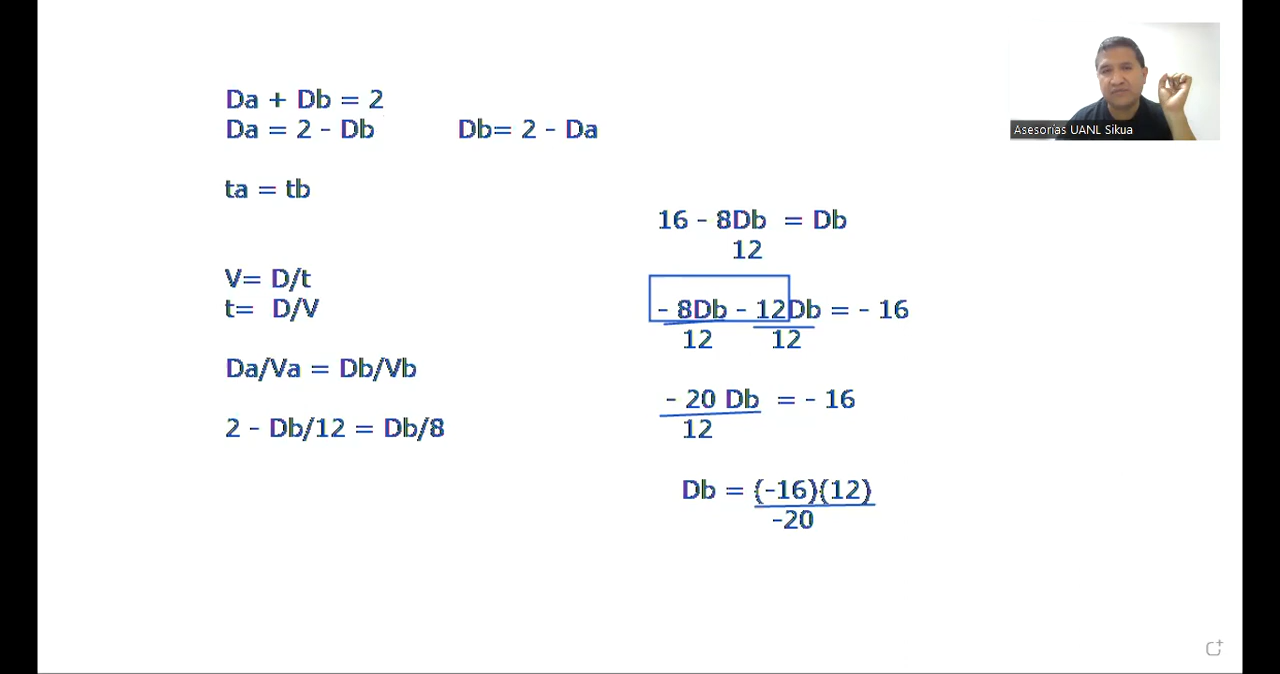 Da + Db = 2
Da = 2 - Db
Db= 2 - Da
ta = tb
V= D/t
t= D/V
Da/Va = Db/Vb
2 - Db/12 = Db/8
16 - 8Db = Db
12
- 8Db - 12Db = - 16
12 12
- 20 Db = - 16
12
Db = (-16)(12)
-20
Asesorías UANL Sikua